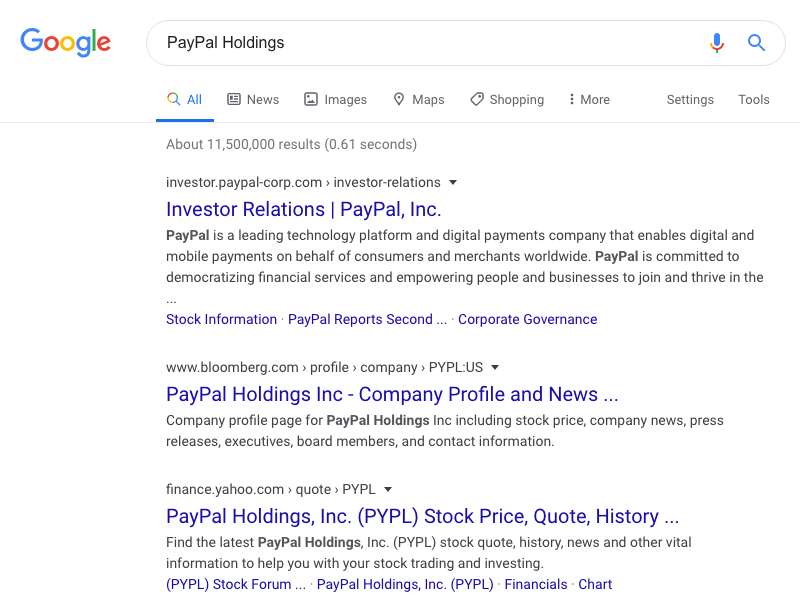 Google
PayPal Holdings
All News Images Maps Shopping More Settings Tools
About 11,500,000 results (0.61 seconds)
investor.paypal-corp.com › investor-relations
Investor Relations | PayPal, Inc.
PayPal is a leading technology platform and digital payments company that enables digital and
mobile payments on behalf of consumers and merchants worldwide. PayPal is committed to
democratizing financial services and empowering people and businesses to join and thrive in the
...
Stock Information · PayPal Reports Second ... · Corporate Governance
www.bloomberg.com › profile › company › PYPL:US
PayPal Holdings Inc - Company Profile and News ...
Company profile page for PayPal Holdings Inc including stock price, company news, press
releases, executives, board members, and contact information.
finance.yahoo.com › quote › PYPL
PayPal Holdings, Inc. (PYPL) Stock Price, Quote, History ...
Find the latest PayPal Holdings, Inc. (PYPL) stock quote, history, news and other vital
information to help you with your stock trading and investing.
(PYPL) Stock Forum ... · PayPal Holdings, Inc. (PYPL) · Financials · Chart